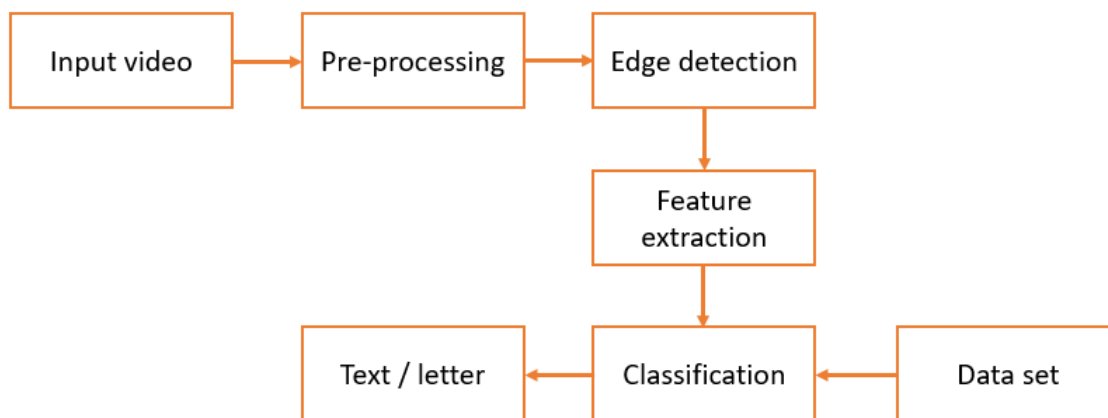 Input video
Pre-processing
Edge detection
Feature
extraction
Text / letter
Classification
Data set